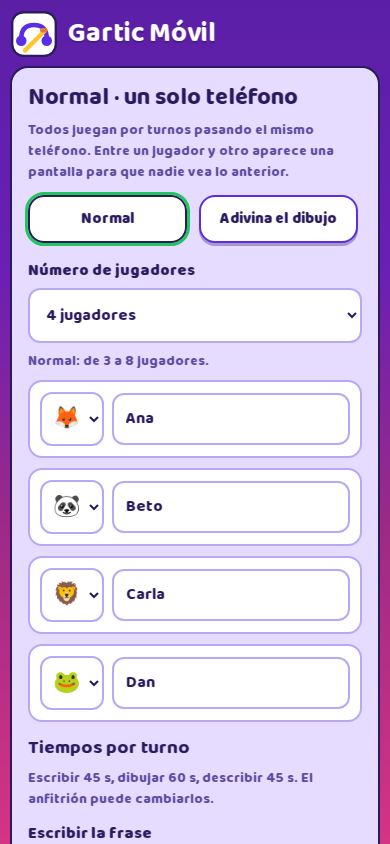 Gartic Móvil
Normal · un solo teléfono
Todos juegan por turnos pasando el mismo
teléfono. Entre un jugador y otro aparece una
pantalla para que nadie vea lo anterior.
Normal
Adivina el dibujo
Número de jugadores
4 jugadores
Normal: de 3 a 8 jugadores.
Ana
Beto
Carla
Dan
Tiempos por turno
Escribir 45 s, dibujar 60 s, describir 45 s. El
anfitrión puede cambiarlos.
Escribir la frase